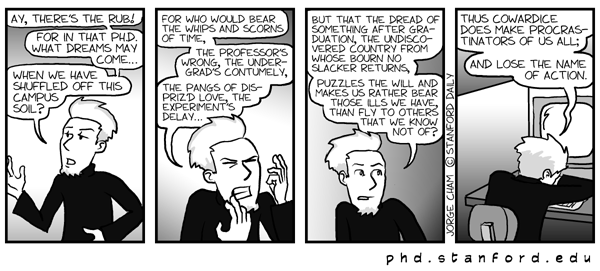 AY, THERE'S THE RUB!
FOR IN THAT PH.D.
WHAT DREAMS MAY
COME...
WHEN WE HAVE
SHUFFLED OFF THIS
CAMPUS
SOIL?
FOR WHO WOULD BEAR
THE WHIPS AND SCORNS
OF TIME,
THE PROFESSOR'S
WRONG, THE UNDER-
GRAD'S CONTUMELY,
THE PANGS OF DIS-
PRIZ'D LOVE, THE
EXPERIMENT'S
DELAY...
BUT THAT THE DREAD OF
SOMETHING AFTER GRA-
DUATION, THE UNDISCO-
VERED COUNTRY FROM
WHOSE BOURN NO
SLACKER RETURNS,
PUZZLES THE WILL AND
MAKES US RATHER BEAR
THOSE ILLS WE HAVE,
THAN FLY TO OTHERS
THAT WE KNOW
NOT OF?
JORGE CHAM © STANFORD DAILY
THUS COWARDICE
DOES MAKE PROCRAS-
TINATORS OF US ALL;
AND LOSE THE NAME
OF ACTION.
phd.stanford.edu